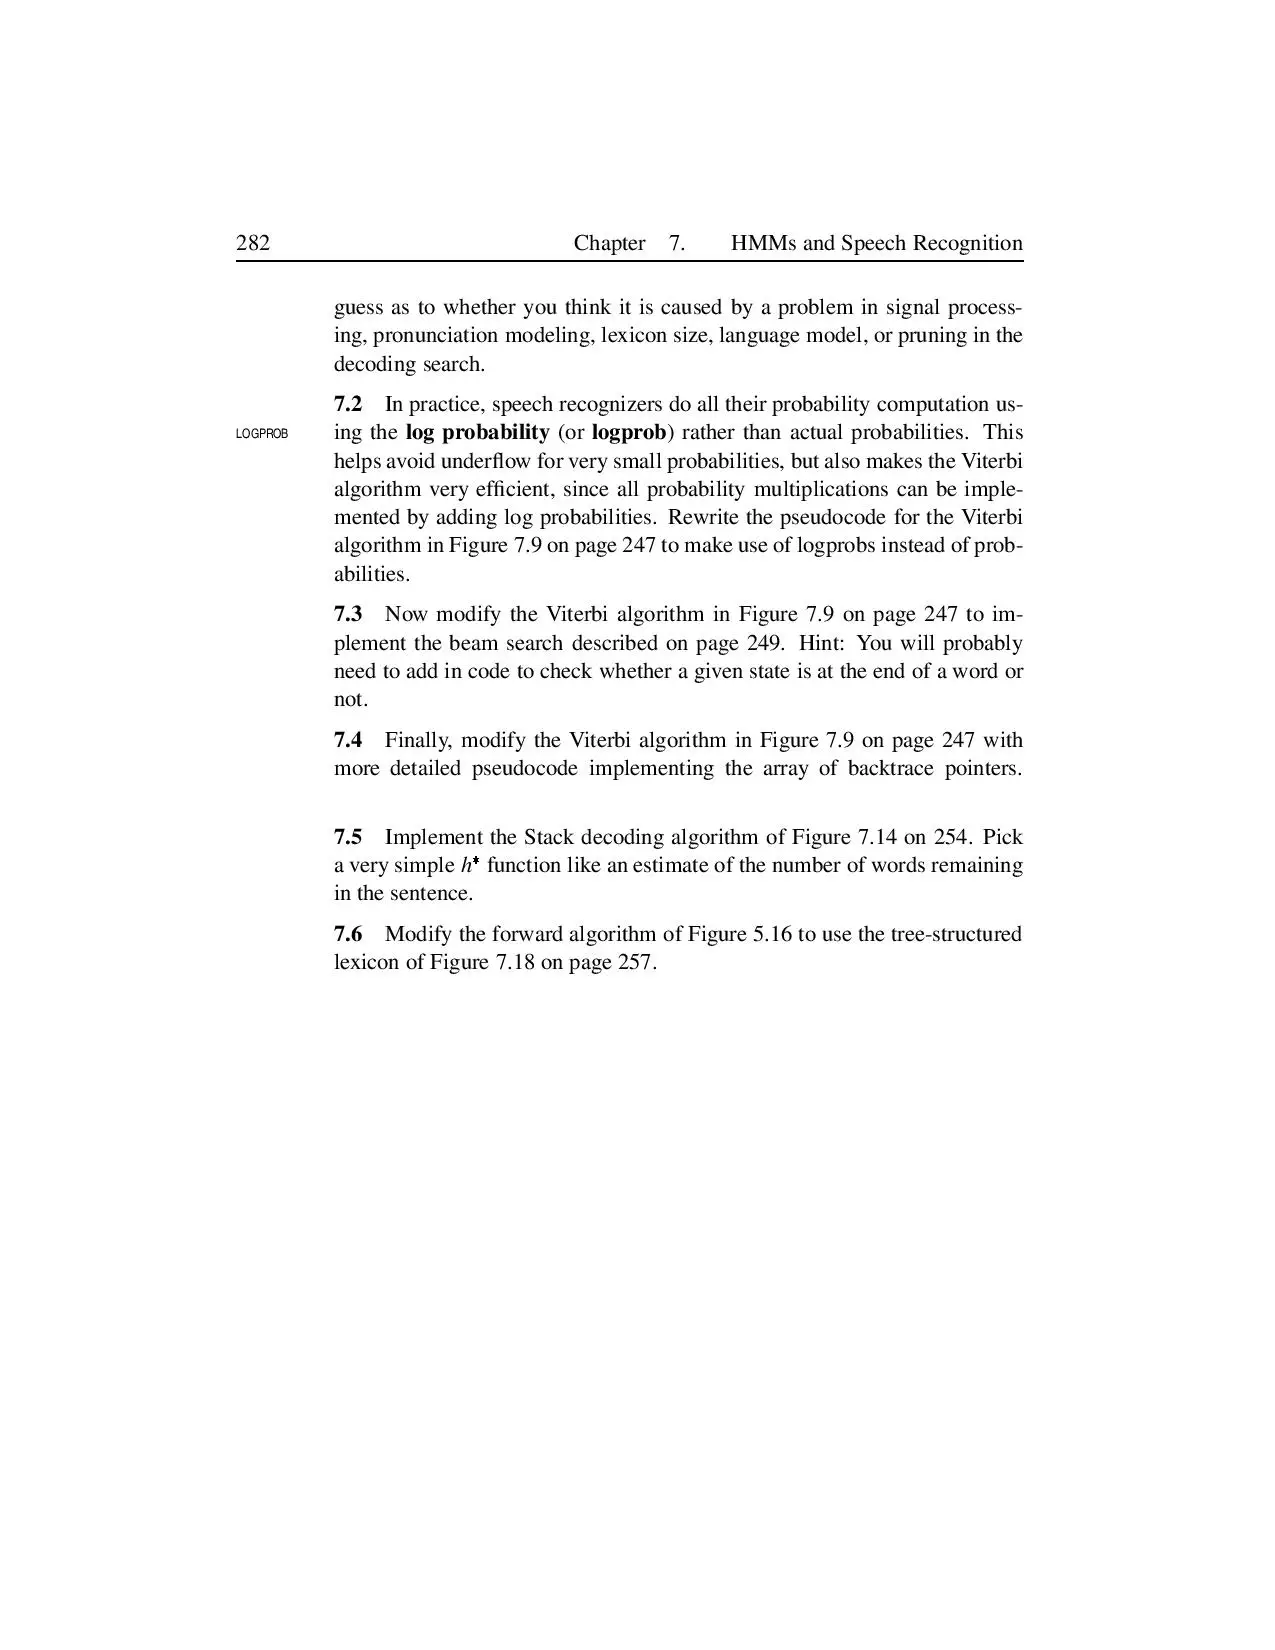 282 Chapter 7. HMMs and Speech Recognition
guess as to whether you think it is caused by a problem in signal process-
ing, pronunciation modeling, lexicon size, language model, or pruning in the
decoding search.
7.2 In practice, speech recognizers do all their probability computation us-
LOGPROB ing the log probability (or logprob) rather than actual probabilities. This
helps avoid underflow for very small probabilities, but also makes the Viterbi
algorithm very efficient, since all probability multiplications can be imple-
mented by adding log probabilities. Rewrite the pseudocode for the Viterbi
algorithm in Figure 7.9 on page 247 to make use of logprobs instead of prob-
abilities.
7.3 Now modify the Viterbi algorithm in Figure 7.9 on page 247 to im-
plement the beam search described on page 249. Hint: You will probably
need to add in code to check whether a given state is at the end of a word or
not.
7.4 Finally, modify the Viterbi algorithm in Figure 7.9 on page 247 with
more detailed pseudocode implementing the array of backtrace pointers.
7.5 Implement the Stack decoding algorithm of Figure 7.14 on 254. Pick
a very simple h* function like an estimate of the number of words remaining
in the sentence.
7.6 Modify the forward algorithm of Figure 5.16 to use the tree-structured
lexicon of Figure 7.18 on page 257.